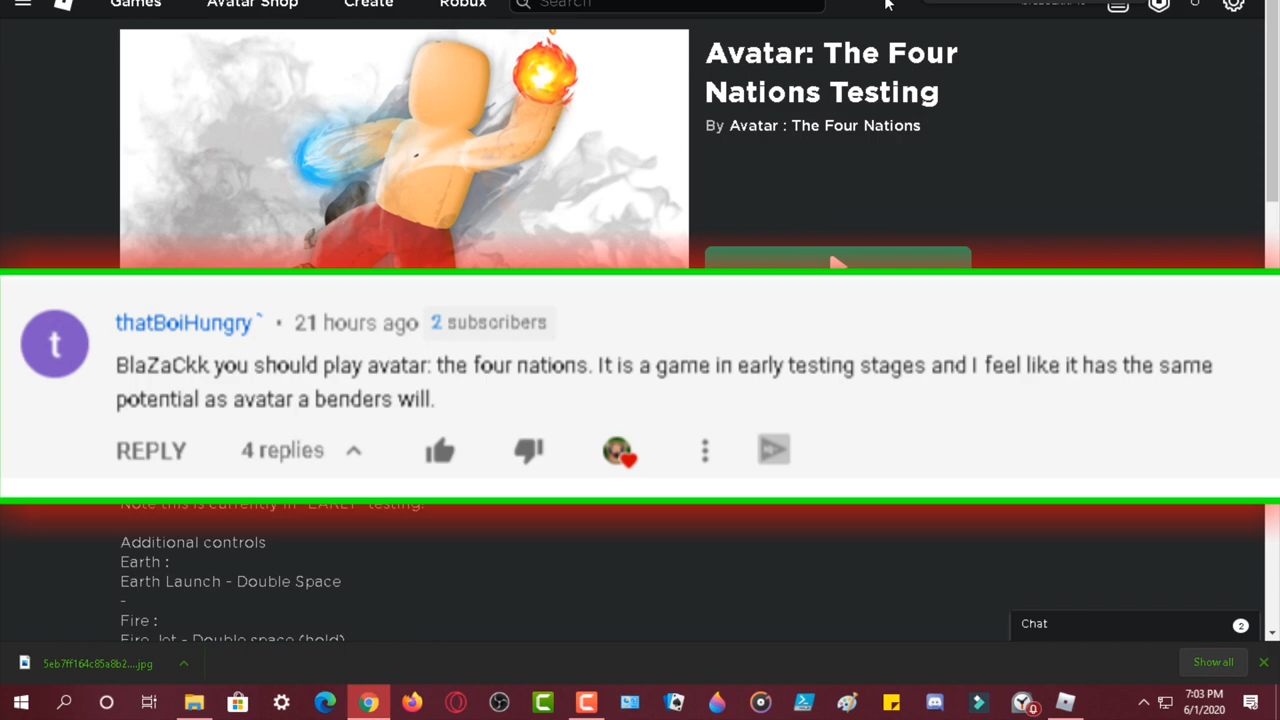 Games Avatar Shop Create Robux Search
Avatar: The Four
Nations Testing
By Avatar : The Four Nations
t
thatBoiHungry` • 21 hours ago 2 subscribers
BlaZaCkk you should play avatar: the four nations. It is a game in early testing stages and I feel like it has the same
potential as avatar a benders will.
REPLY 4 replies
Note this is currently in "EARLY" testing!
Additional controls
Earth :
Earth Launch - Double Space
-
Fire :
Fire Jet - Double space (hold)
Chat 2
5eb7ff164c85a8b2....jpg Show all
7:03 PM
6/1/2020